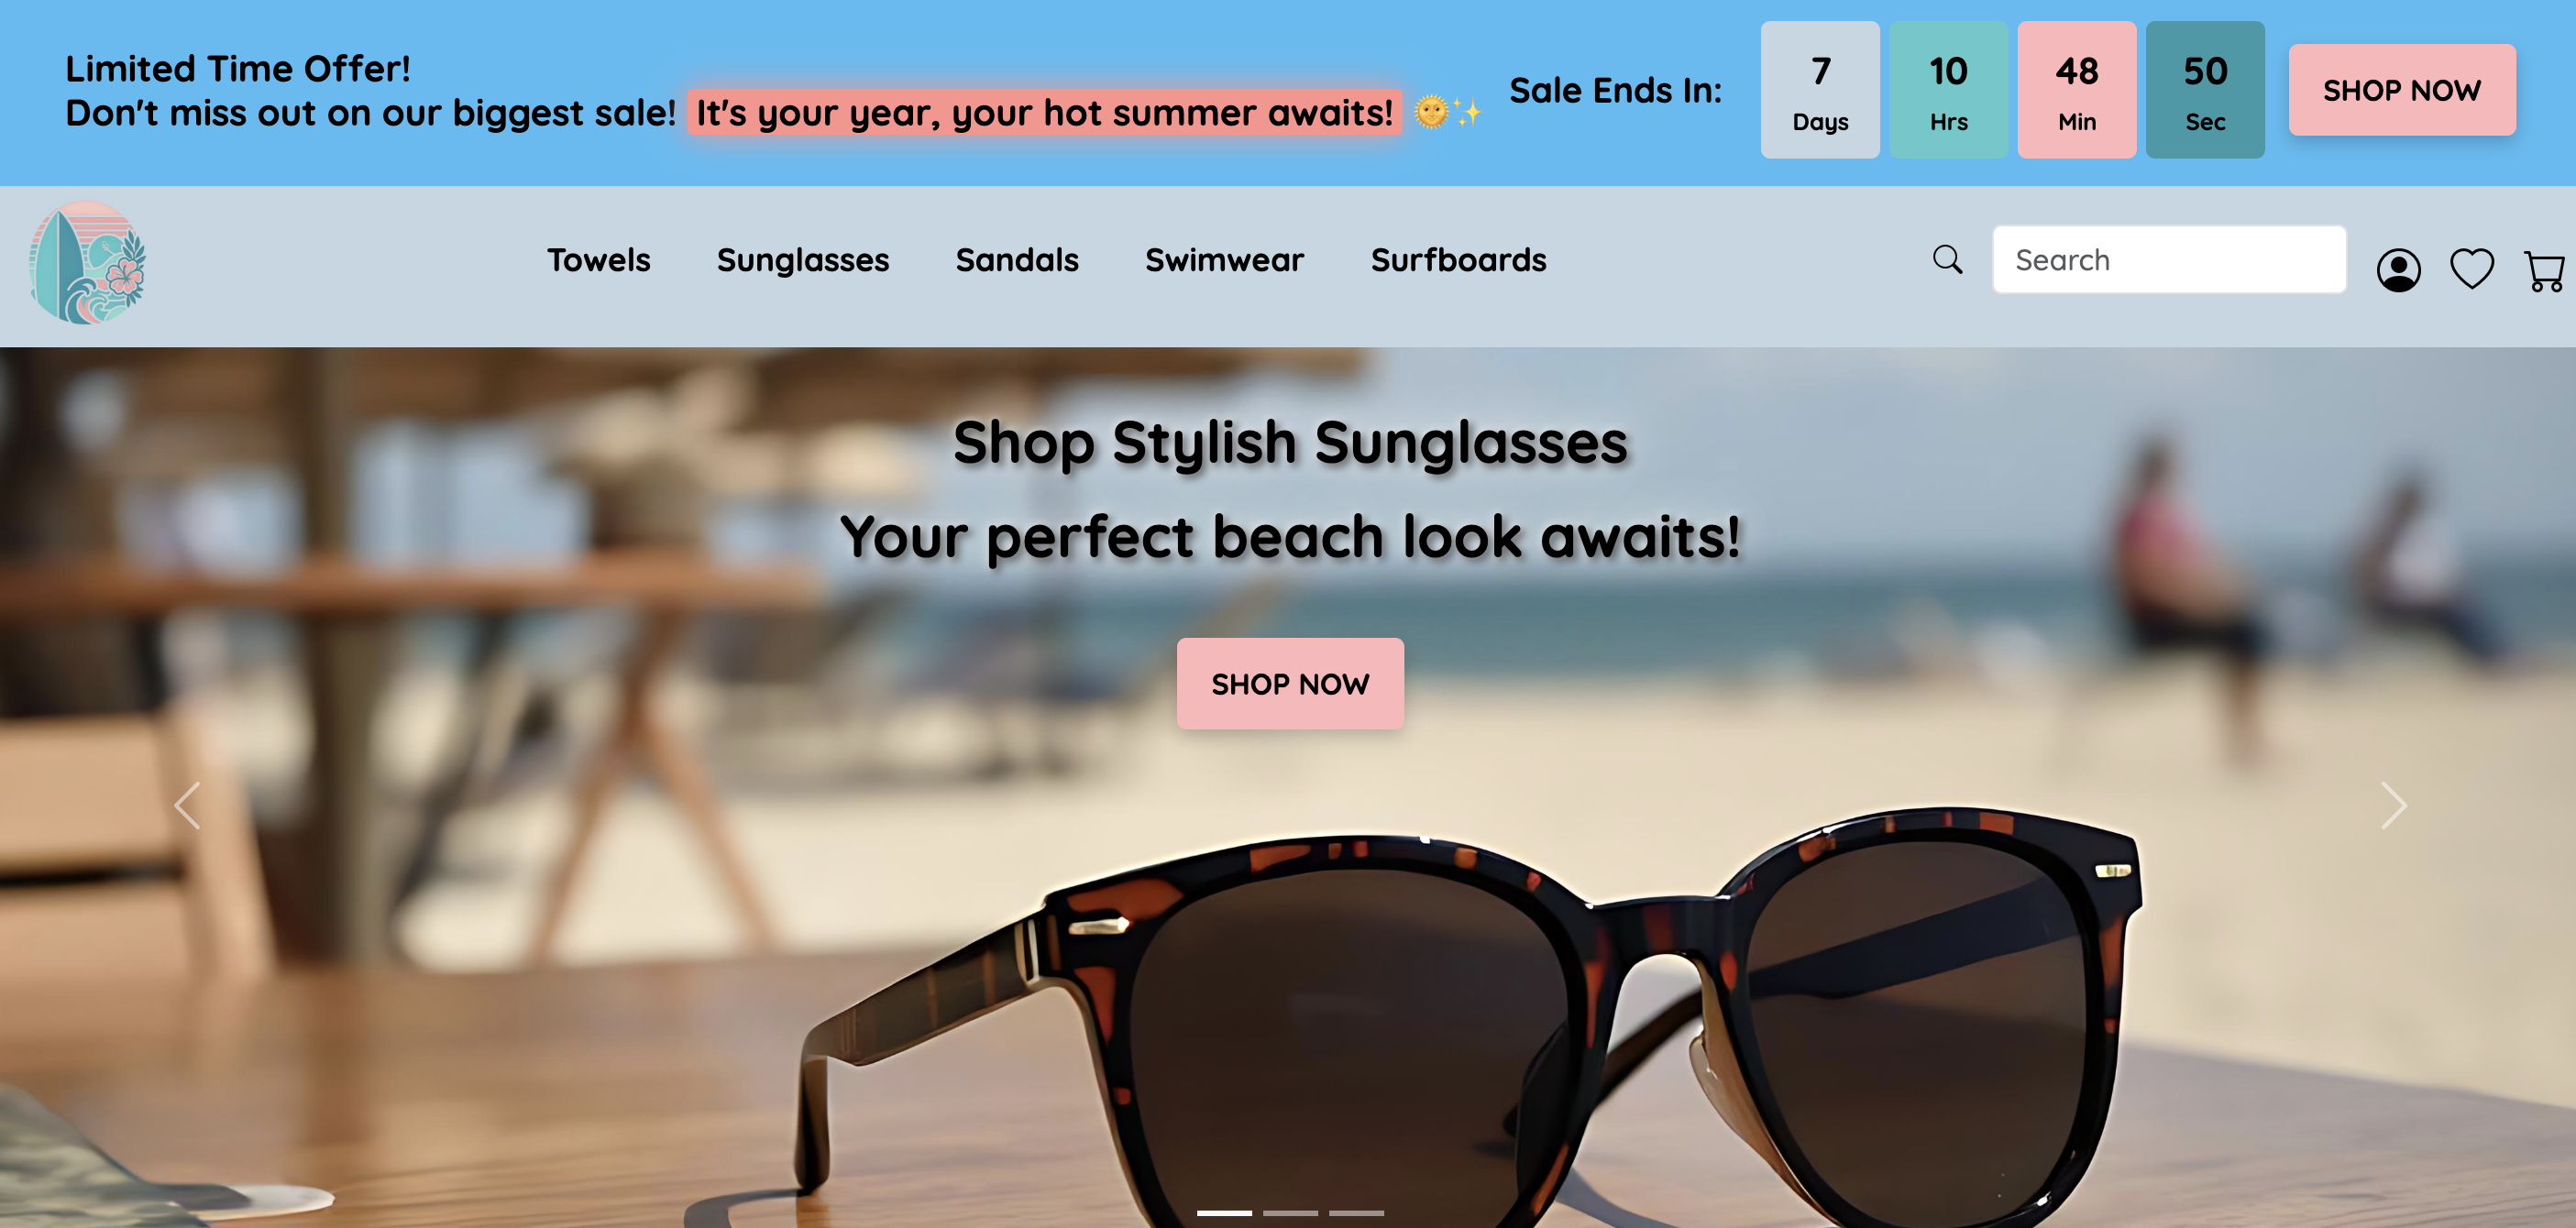 Limited Time Offer!
Don't miss out on our biggest sale! It's your year, your hot summer awaits! 🌞✨
Sale Ends In:
7
Days
10
Hrs
48
Min
50
Sec
SHOP NOW
Towels
Sunglasses
Sandals
Swimwear
Surfboards
Search
Shop Stylish Sunglasses
Your perfect beach look awaits!
SHOP NOW